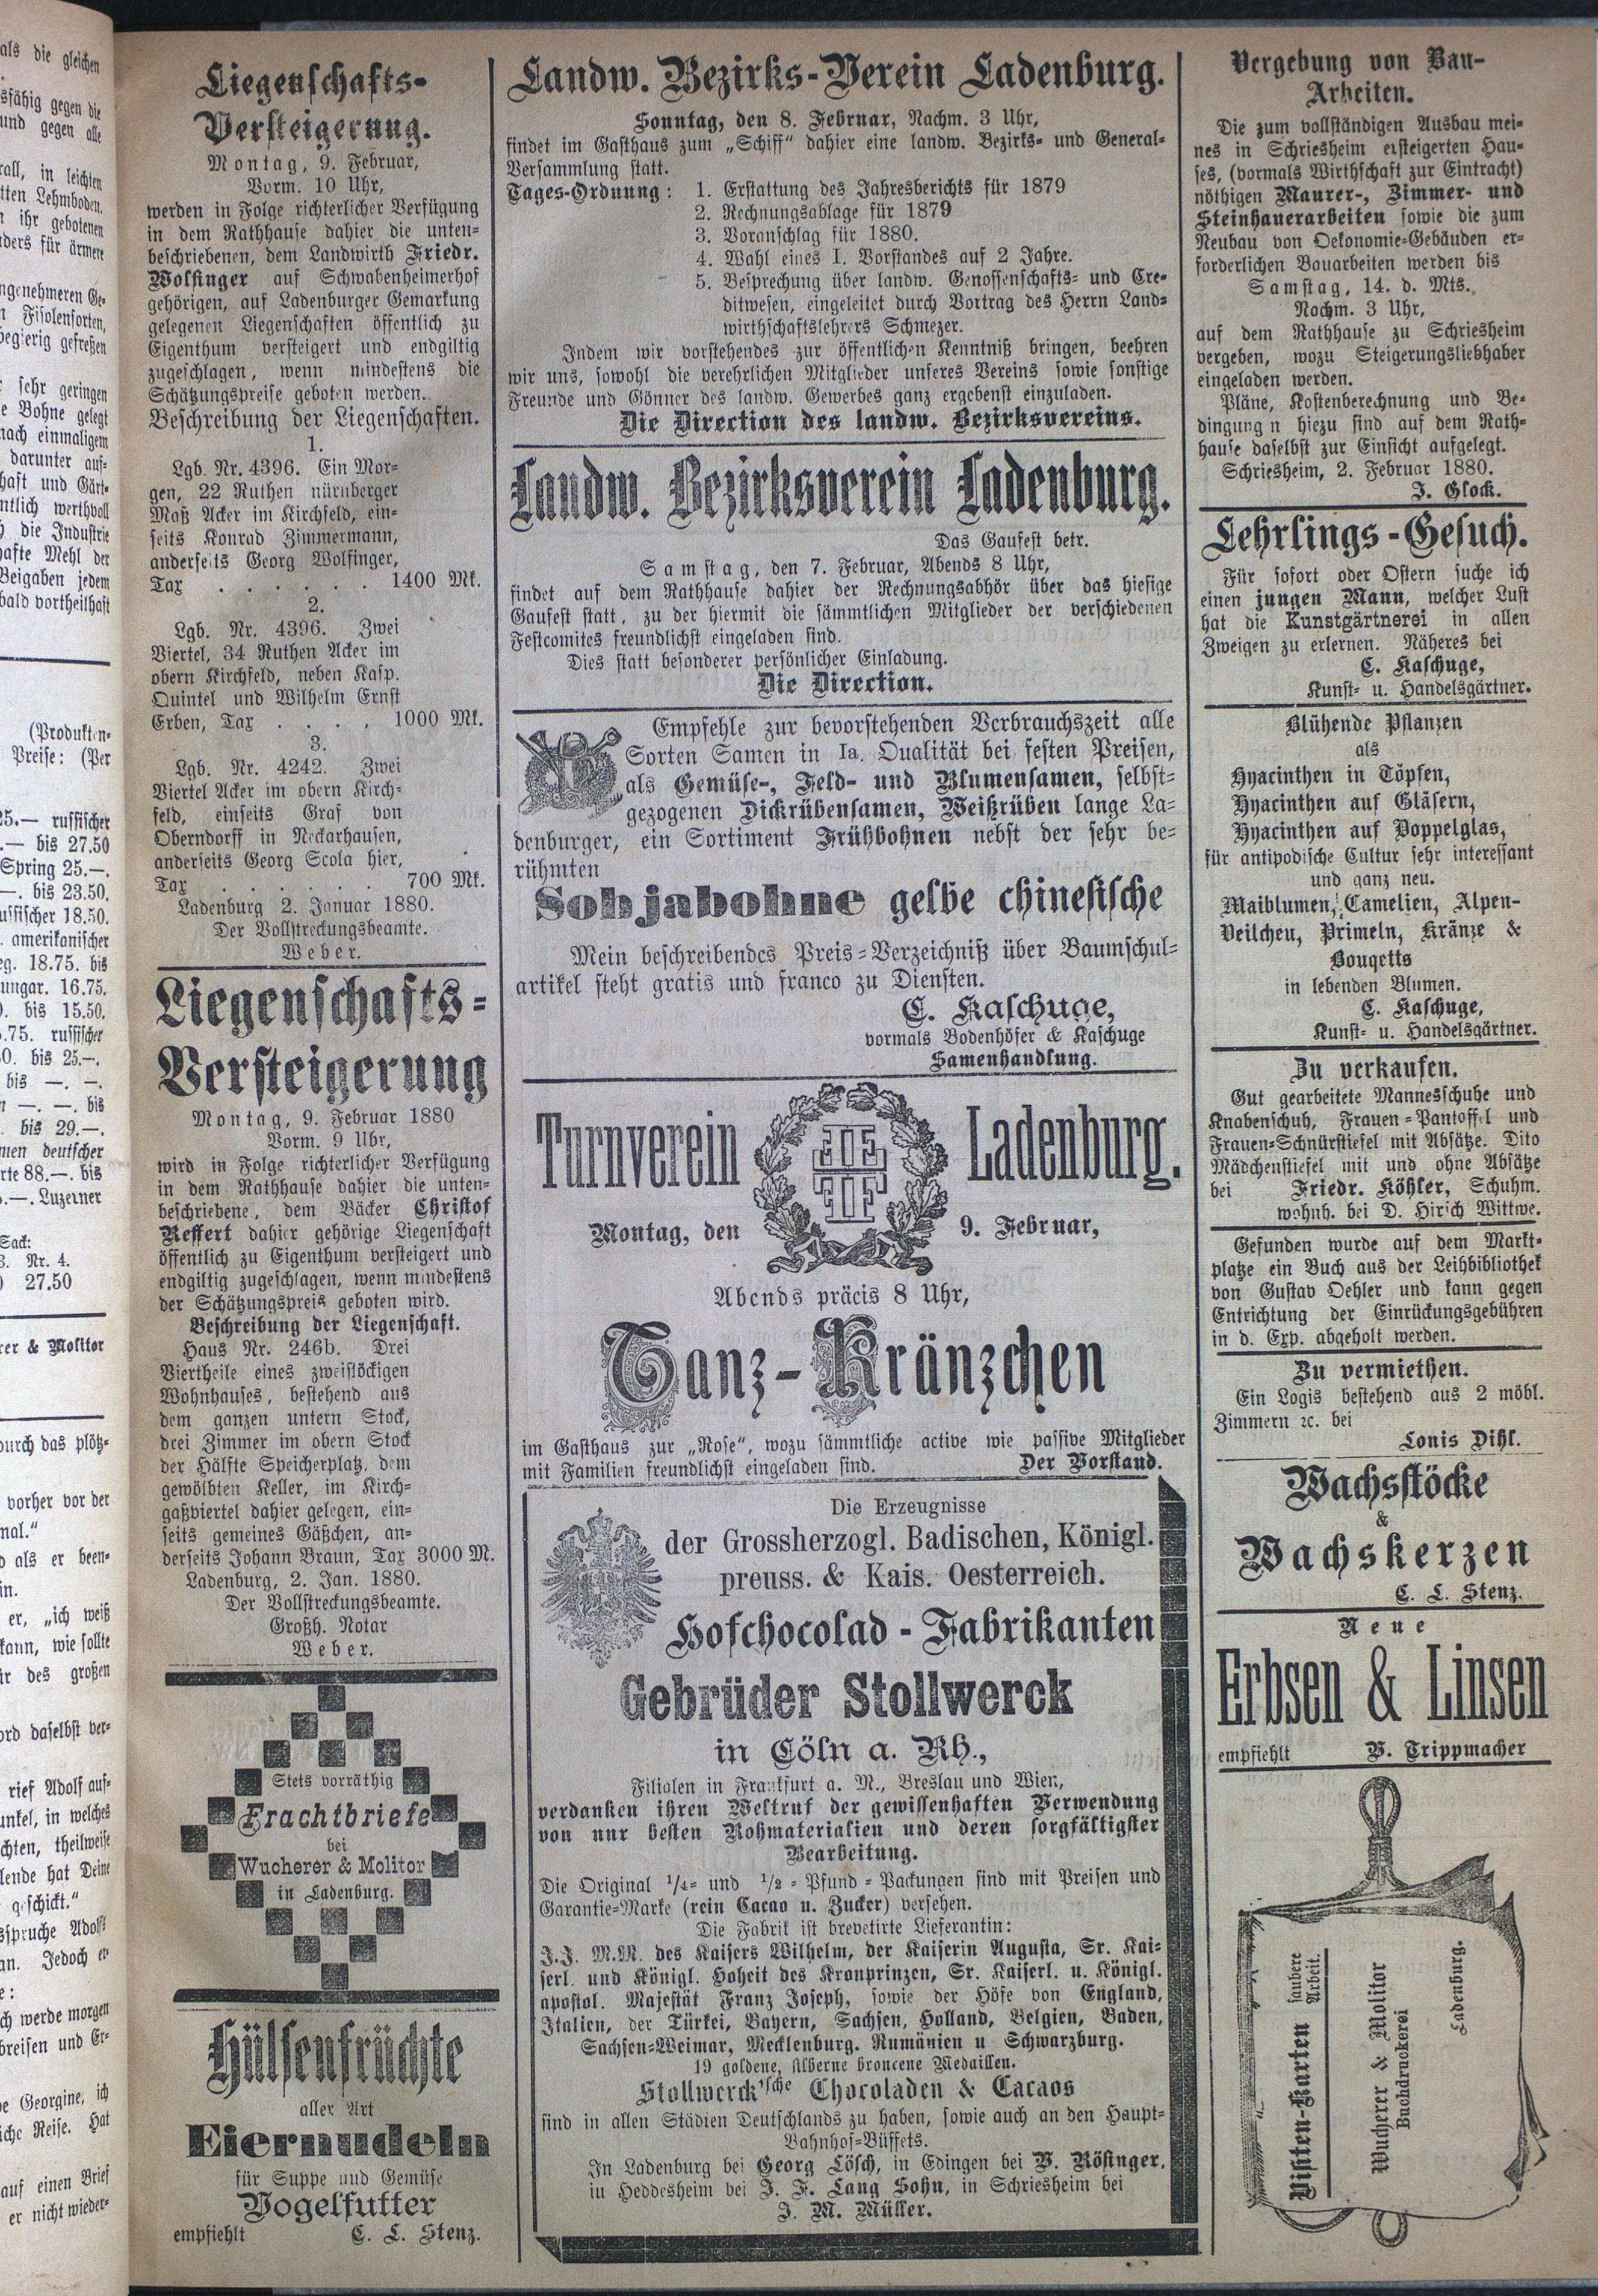 Liegenschafts-
Versteigerung.
Montag, 9. Februar,
Vorm. 10 Uhr,
werden in Folge richterlicher Verfügung
in dem Rathhause dahier die unten-
beschriebenen, dem Landwirth Friedr.
Wolfinger auf Schwabenheimerhof
gehörigen, auf Ladenburger Gemarkung
gelegenen Liegenschaften öffentlich zu
Eigenthum versteigert und endgiltig
zugeschlagen, wenn mindestens die
Schätzungspreise geboten werden.
Beschreibung der Liegenschaften.
1.
Lgb. Nr. 4396. Ein Mor-
gen, 22 Ruthen nürnberger
Maß Acker im Kirchfeld, ein-
seits Konrad Zimmermann,
anderseits Georg Wolfinger,
Tax . . . . . . 1400 Mk.
2.
Lgb. Nr. 4396. Zwei
Viertel, 34 Ruthen Acker im
obern Kirchfeld, neben Kasp.
Quintel und Wilhelm Ernst
Erben, Tax . . . . 1000 Mk.
3.
Lgb. Nr. 4242. Zwei
Viertel Acker im obern Kirch-
feld, einseits Graf von
Oberndorff in Neckarhausen,
anderseits Georg Scola hier,
Tax . . . . . . 700 Mk.
Ladenburg 2. Januar 1880.
Der Vollstreckungsbeamte.
Weber.
Liegenschafts-
Versteigerung
Montag, 9. Februar 1880
Vorm. 9 Uhr,
wird in Folge richterlicher Verfügung
in dem Rathhause dahier die unten-
beschriebene, dem Bäcker Christof
Reffert dahier gehörige Liegenschaft
öffentlich zu Eigenthum versteigert und
endgiltig zugeschlagen, wenn mindestens
der Schätzungspreis geboten wird.
Beschreibung der Liegenschaft.
Haus Nr. 246b. Drei
Viertheile eines zweistöckigen
Wohnhauses, bestehend aus
dem ganzen untern Stock,
drei Zimmer im obern Stock
der Hälfte Speicherplatz, dem
gewölbten Keller, im Kirch-
gaßviertel dahier gelegen, ein-
seits gemeines Gäßchen, an-
derseits Johann Braun, Tax 3000 M.
Ladenburg, 2. Jan. 1880.
Der Vollstreckungsbeamte.
Großh. Notar
Weber.
Stets vorräthig
Frachtbriefe
bei
Wucherer & Molitor
in Ladenburg.
Hülsenfrüchte
aller Art
Eiernudeln
für Suppe und Gemüse
Vogelfutter
empfiehlt C. L. Stenz.
Landw. Bezirks-Verein Ladenburg.
Sonntag, den 8. Februar, Nachm. 3 Uhr,
findet im Gasthaus zum „Schiff“ dahier eine landw. Bezirks- und General-
Versammlung statt.
Tages-Ordnung: 1. Erstattung des Jahresberichts für 1879
2. Rechnungsablage für 1879
3. Voranschlag für 1880.
4. Wahl eines I. Vorstandes auf 2 Jahre.
5. Besprechung über landw. Genossenschafts- und Cre-
ditwesen, eingeleitet durch Vortrag des Herrn Land-
wirthschaftslehrers Schmezer.
Indem wir vorstehendes zur öffentlichen Kenntniß bringen, beehren
wir uns, sowohl die verehrlichen Mitglieder unseres Vereins sowie sonstige
Freunde und Gönner des landw. Gewerbes ganz ergebenst einzuladen.
Die Direction des landw. Bezirksvereins.
Landw. Bezirksverein Ladenburg.
Das Gaufest betr.
Samstag, den 7. Februar, Abends 8 Uhr,
findet auf dem Rathhause dahier der Rechnungsabhör über das hiesige
Gaufest statt, zu der hiermit die sämmtlichen Mitglieder der verschiedenen
Festcomites freundlichst eingeladen sind.
Dies statt besonderer persönlicher Einladung.
Die Direction.
Empfehle zur bevorstehenden Verbrauchszeit alle
Sorten Samen in Ia. Qualität bei festen Preisen,
als Gemüse-, Feld- und Blumensamen, selbst-
gezogenen Dickrübensamen, Weißrüben lange La-
denburger, ein Sortiment Frühbohnen nebst der sehr be-
rühmten
Sohjabohne gelbe chinesische
Mein beschreibendes Preis-Verzeichniß über Baumschul-
artikel steht gratis und franco zu Diensten.
C. Kaschuge,
vormals Bodenhöfer & Kaschuge
Samenhandlung.
Turnverein Ladenburg.
Montag, den 9. Februar,
Abends präcis 8 Uhr,
Tanz-Kränzchen
im Gasthaus zur „Rose“, wozu sämmtliche active wie passive Mitglieder
mit Familien freundlichst eingeladen sind. Der Vorstand.
Die Erzeugnisse
der Grossherzogl. Badischen, Königl.
preuss. & Kais. Oesterreich.
Hofchocolad-Fabrikanten
Gebrüder Stollwerck
in Cöln a. Rh.,
Filialen in Frankfurt a. M., Breslau und Wien,
verdanken ihren Weltruf der gewissenhaften Verwendung
von nur besten Rohmaterialien und deren sorgfältigster
Bearbeitung.
Die Original 1/4- und 1/2-Pfund-Packungen sind mit Preisen und
Garantie-Marke (rein Cacao u. Zucker) versehen.
Die Fabrik ist brevetirte Lieferantin:
J.J. M.M. des Kaisers Wilhelm, der Kaiserin Augusta, Sr. Kai-
serl. und Königl. Hoheit des Kronprinzen, Sr. Kaiserl. u. Königl.
apostol. Majestät Franz Joseph, sowie der Höfe von England,
Italien, der Türkei, Bayern, Sachsen, Holland, Belgien, Baden,
Sachsen-Weimar, Mecklenburg. Rumänien u Schwarzburg.
19 goldene, silberne broncene Medaillen.
Stollwerck'sche Chocoladen & Cacaos
sind in allen Städten Deutschlands zu haben, sowie auch an den Haupt-
Bahnhof-Büffets.
In Ladenburg bei Georg Lösch, in Edingen bei B. Rösinger,
in Heddesheim bei J. F. Lang Sohn, in Schriesheim bei
J. M. Müller.
Vergebung von Bau-
Arbeiten.
Die zum vollständigen Ausbau mei-
nes in Schriesheim ersteigerten Hau-
ses, (vormals Wirthschaft zur Eintracht)
nöthigen Maurer-, Zimmer- und
Steinhauerarbeiten sowie die zum
Neubau von Oekonomie-Gebäuden er-
forderlichen Bauarbeiten werden bis
Samstag, 14. d. Mts.
Nachm. 3 Uhr,
auf dem Rathhause zu Schriesheim
vergeben, wozu Steigerungsliebhaber
eingeladen werden.
Pläne, Kostenberechnung und Be-
dingung n hiezu sind auf dem Rath-
hause daselbst zur Einsicht aufgelegt.
Schriesheim, 2. Februar 1880.
J. Glock.
Lehrlings-Gesuch.
Für sofort oder Ostern suche ich
einen jungen Mann, welcher Lust
hat die Kunstgärtnerei in allen
Zweigen zu erlernen. Näheres bei
C. Kaschuge,
Kunst- u. Handelsgärtner.
Blühende Pflanzen
als
Hyacinthen in Töpfen,
Hyacinthen auf Gläsern,
Hyacinthen auf Doppelglas,
für antipodische Cultur sehr interessant
und ganz neu.
Maiblumen, Camelien, Alpen-
Veilchen, Primeln, Kränze &
Bouqetts
in lebenden Blumen.
C. Kaschuge,
Kunst- u. Handelsgärtner.
Zu verkaufen.
Gut gearbeitete Mannesschuhe und
Knabenschuh, Frauen-Pantoffel und
Frauen-Schnürstiefel mit Absätze. Dito
Mädchenstiefel mit und ohne Absätze
bei Friedr. Köhler, Schuhm.
wohnh. bei D. Hirsch Wittwe.
Gefunden wurde auf dem Markt-
platze ein Buch aus der Leihbibliothek
von Gustav Oehler und kann gegen
Entrichtung der Einrückungsgebühren
in d. Exp. abgeholt werden.
Zu vermiethen.
Ein Logis bestehend aus 2 möbl.
Zimmern ꝛc. bei
Louis Dihl.
Wachsstöcke
&
Wachskerzen
C. L. Stenz.
Neue
Erbsen & Linsen
empfiehlt B. Trippmacher
Visiten-Karten saubere
Arbeit.
Wucherer & Molitor
Buchdruckerei
Ladenburg.